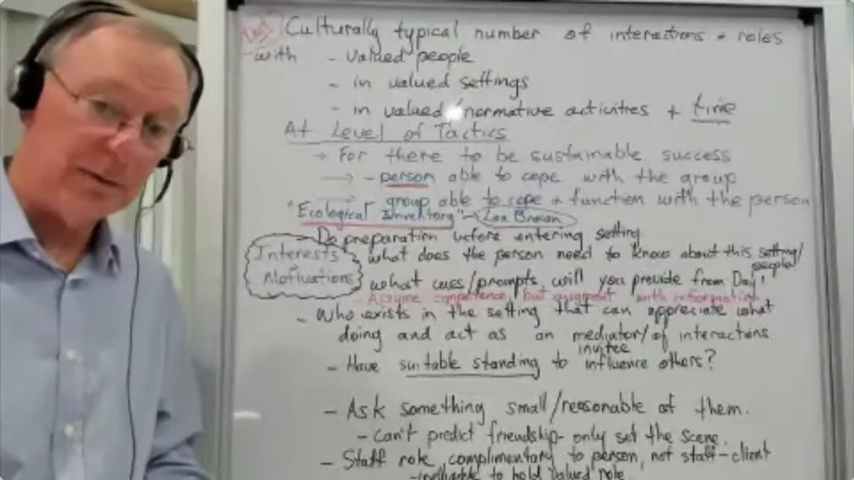 Culturally typical number of interactions + roles
- with - valued people
- in valued settings
- in valued/normative activities + time
At Level of Tactics
→ For there to be sustainable success
→ - person able to cope with the group
group able to cope + function with the person
"Ecological Inventory" - Lou Brown
- Do preparation before entering setting
Interests
Motivations
what does the person need to know about this setting/
people
what cues/prompts will you provide from Day 1
- Assume competence but augment with information
- Who exists in the setting that can appreciate what
doing and act as an mediator/ of interactions
invitee
- Have suitable standing to influence others?
- Ask something small/reasonable of them.
- can't predict friendship - only set the scene.
- Staff role complimentary to person, not staff-client
- ineligible to hold valued role